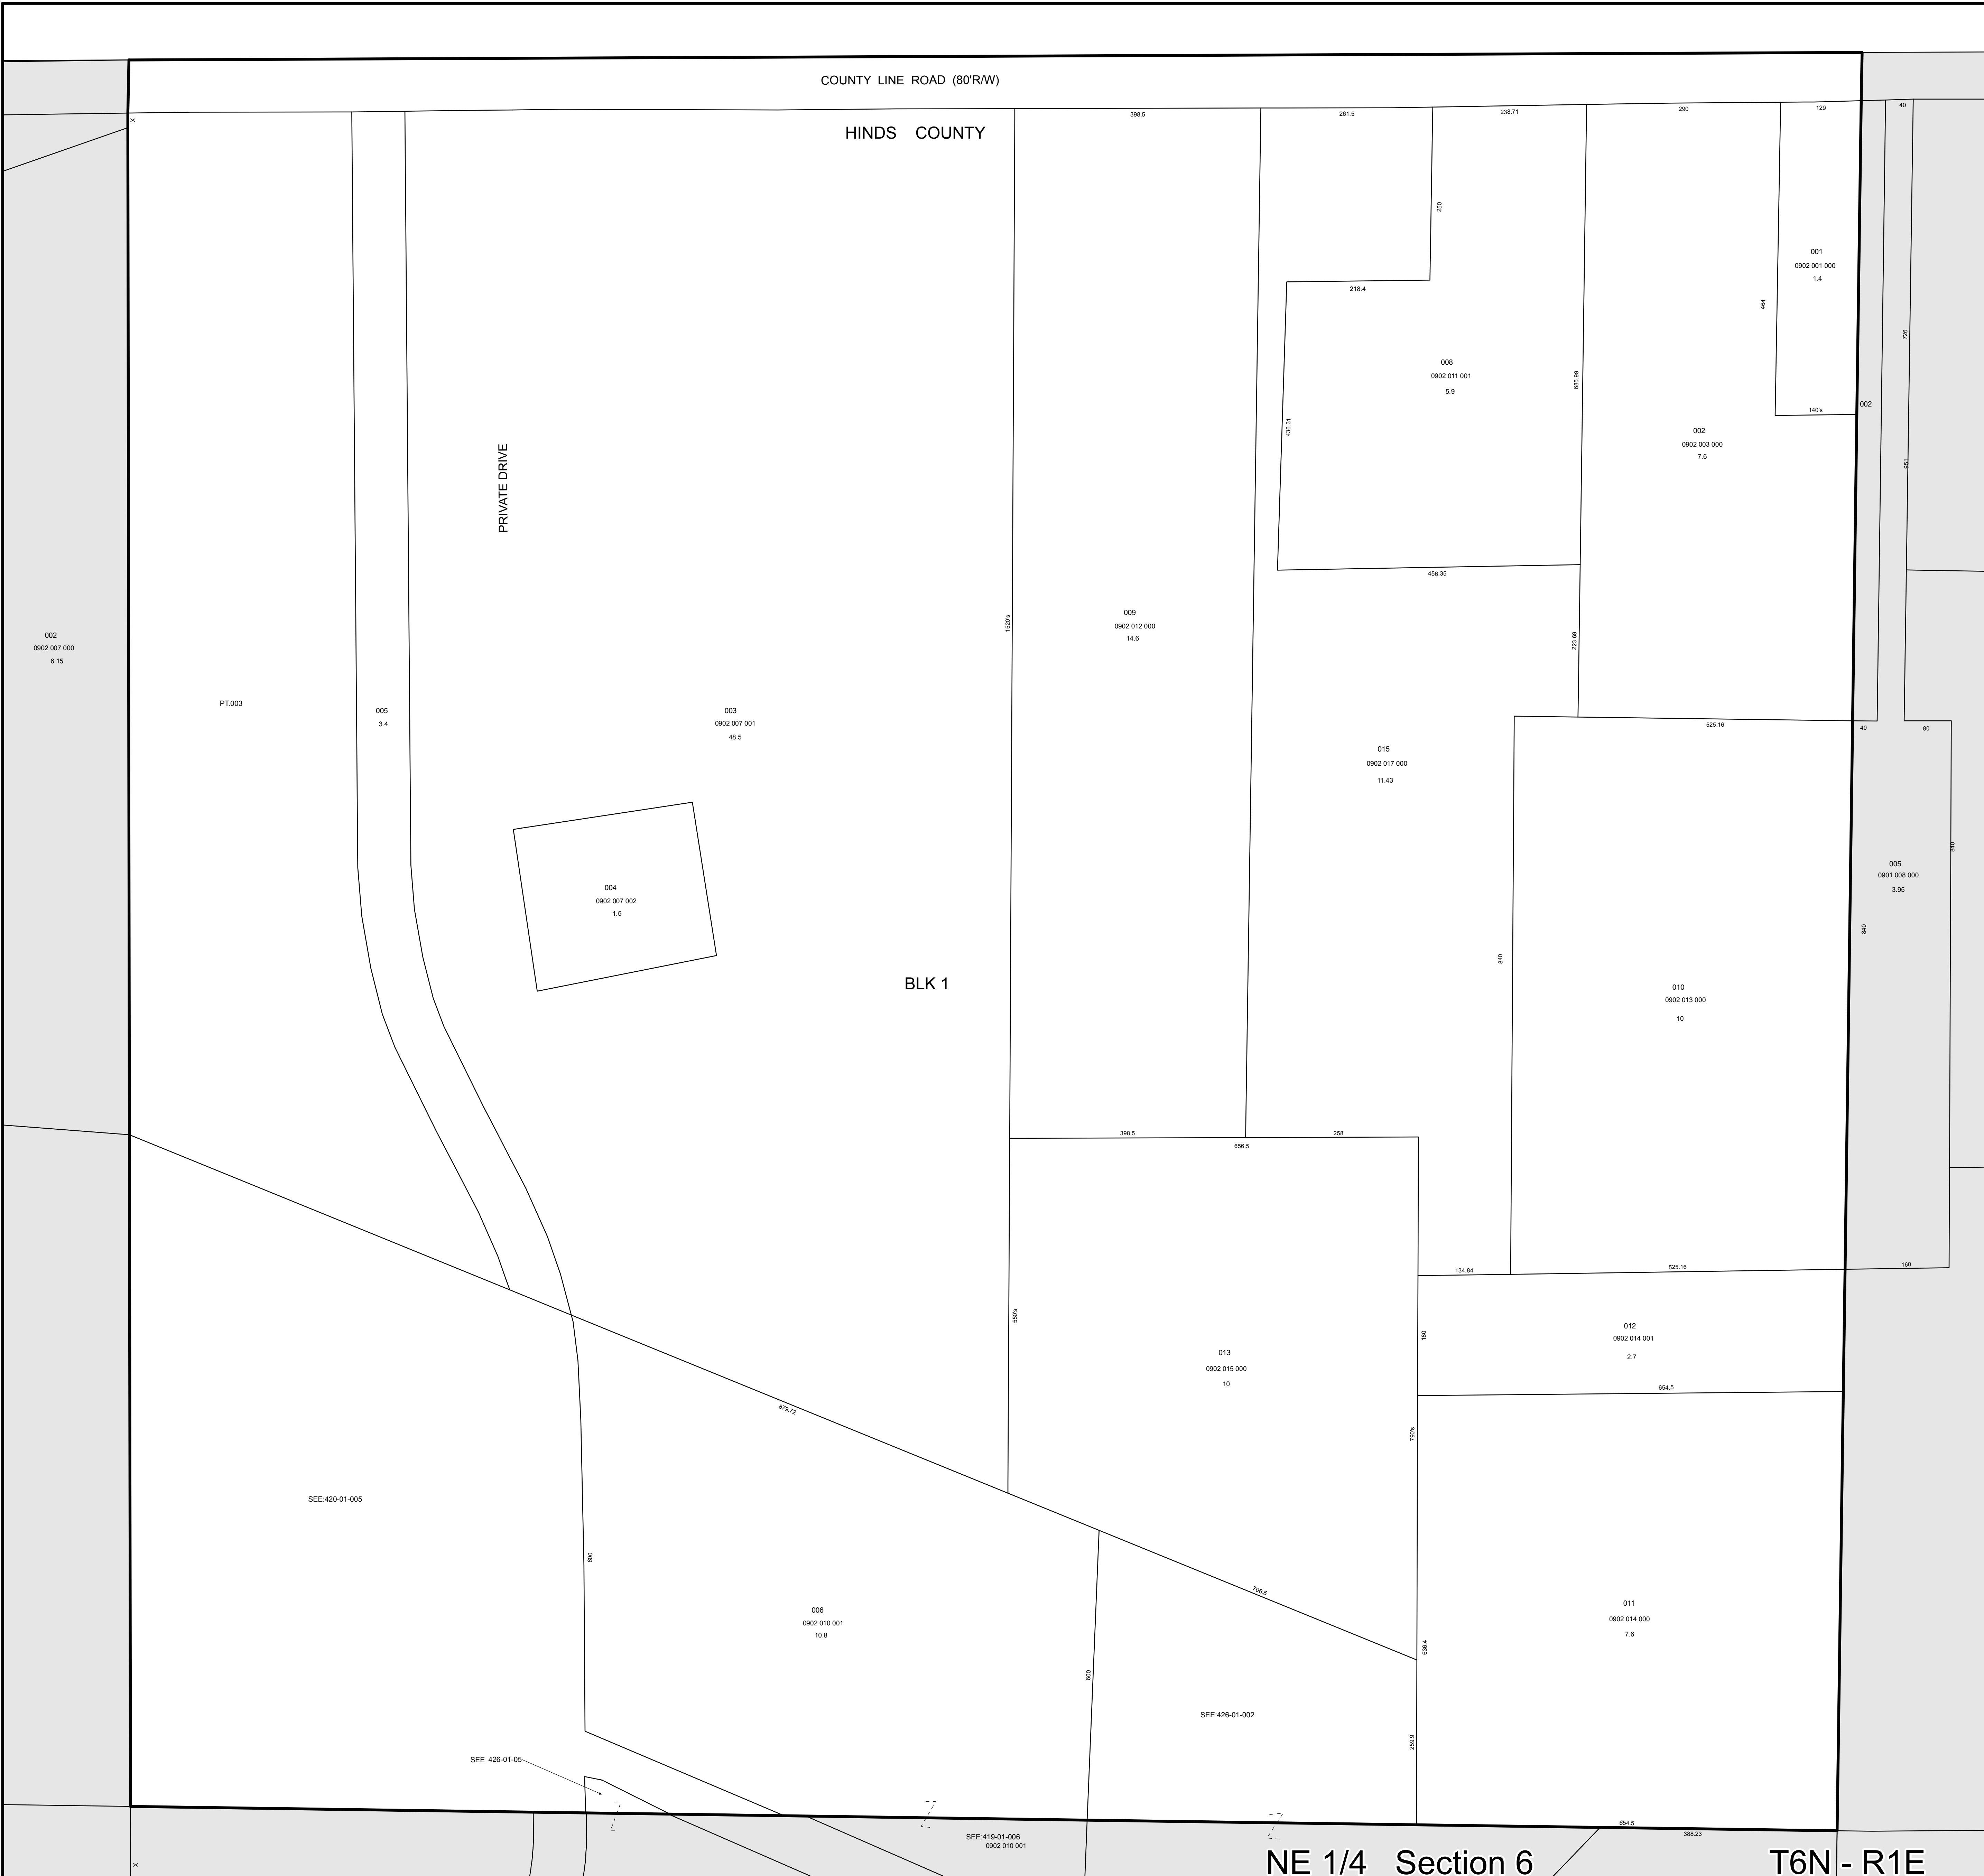 COUNTY LINE ROAD (80'R/W)
HINDS COUNTY
X
398.5
261.5
238.71
290
129
40
250
001
0902 001 000
1.4
218.4
464
726
008
0902 011 001
5.9
685.99
140's
002
436.31
002
0902 003 000
7.6
951
PRIVATE DRIVE
456.35
1520's
009
0902 012 000
14.6
223.69
002
0902 007 000
6.15
PT.003
005
3.4
003
0902 007 001
48.5
525.16
40
80
015
0902 017 000
11.43
840
005
0901 008 000
3.95
004
0902 007 002
1.5
840
840
BLK 1
010
0902 013 000
10
398.5
258
656.5
134.84
525.16
160
550's
180
012
0902 014 001
2.7
013
0902 015 000
10
654.5
879.72
790's
SEE:420-01-005
600
706.5
006
0902 010 001
10.8
011
0902 014 000
7.6
636.4
600
SEE:426-01-002
259.9
SEE 426-01-05
654.5
388.23
SEE:419-01-006
0902 010 001
X
NE 1/4 Section 6
T6N - R1E